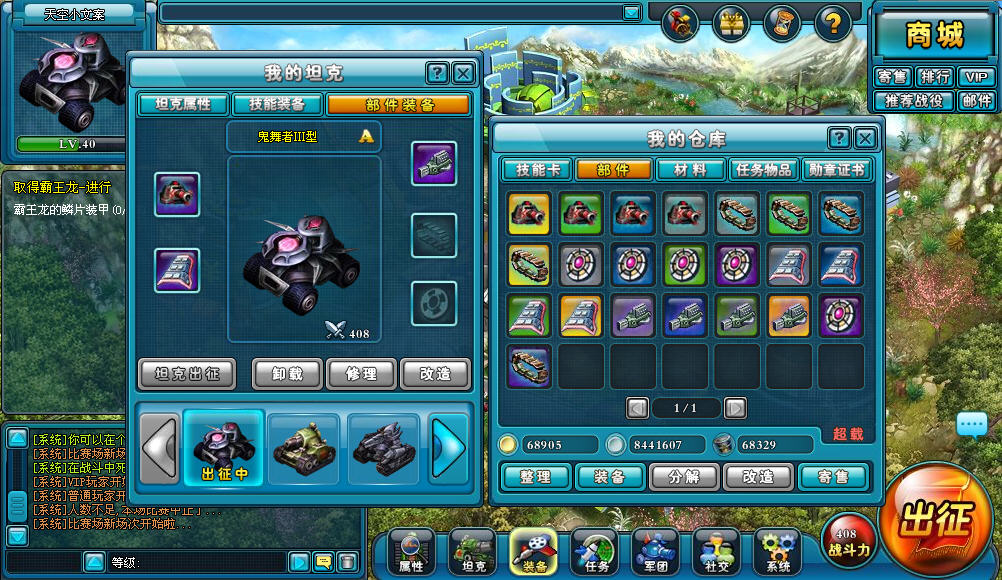 天空小文案
LV.40
取得霸王龙-进行
霸王龙的鳞片装甲(0/
我的坦克
坦克属性
技能装备
部件装备
鬼舞者III型
A
408
坦克出征
卸载
修理
改造
出征中
我的仓库
技能卡
部件
材料
任务物品
勋章证书
1/1
68905
8441607
68329
超载
整理
装备
分解
改造
寄售
商城
寄售
排行
VIP
推荐战役
邮件
[系统]你可以在个
[系统]比赛场新场
[系统]在战斗中死
[系统]VIP玩家开始
[系统]普通玩家开
[系统]人数不足,本场比赛中止了...
[系统]比赛场新场次开始啦...
等级:
属性
坦克
装备
任务
军团
社交
系统
408
战斗力
出征